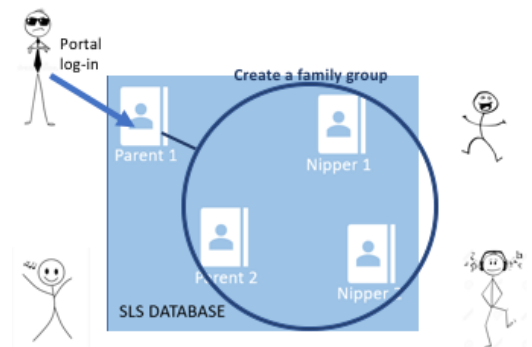 Portal
log-in
Create a family group
Parent 1
Nipper 1
Parent 2
Nipper 2
SLS DATABASE